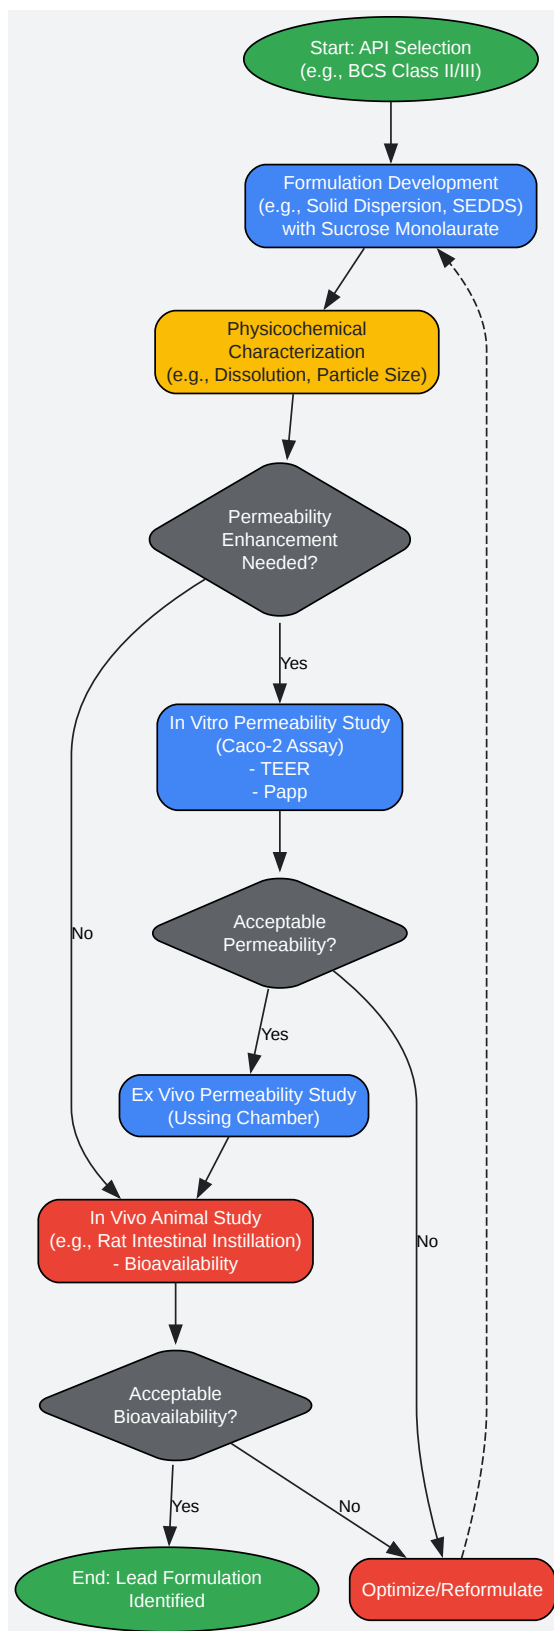 Start: API Selection
(e.g., BCS Class II/III)
Formulation Development
(e.g., Solid Dispersion, SEDDS)
with Sucrose Monolaurate
Physicochemical
Characterization
(e.g., Dissolution, Particle Size)
Permeability
Enhancement
Needed?
Yes
In Vitro Permeability Study
(Caco-2 Assay)
- TEER
- Papp
Acceptable
Permeability?
No
Yes
Ex Vivo Permeability Study
(Ussing Chamber)
In Vivo Animal Study
(e.g., Rat Intestinal Instillation)
- Bioavailability
No
Acceptable
Bioavailability?
Yes
No
End: Lead Formulation
Identified
Optimize/Reformulate